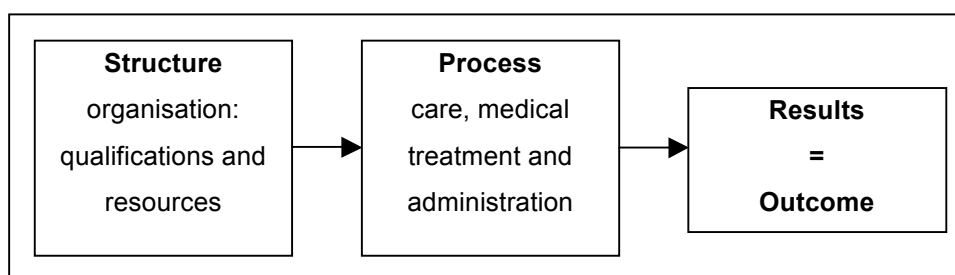 Structure
organisation:
qualifications and
resources
Process
care, medical
treatment and
administration
Results
=
Outcome